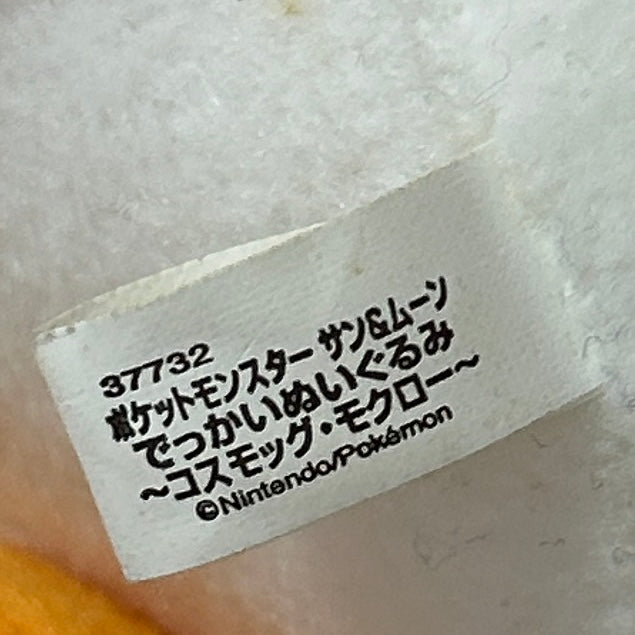 37732
ポケットモンスター サン&ムーン
でっかいぬいぐるみ
～コスモッグ・モクロー～
©Nintendo/Pokémon